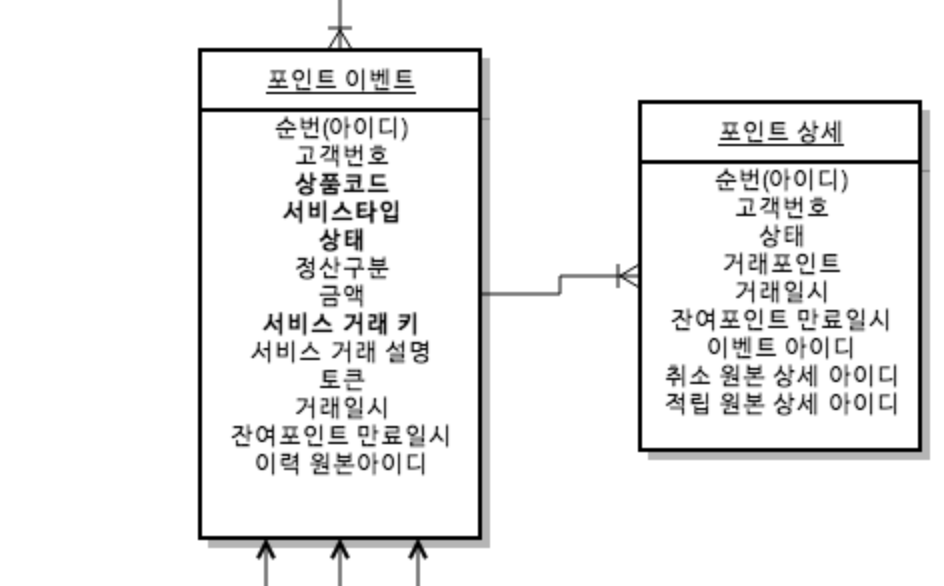 포인트 이벤트
순번(아이디)
고객번호
상품코드
서비스타입
상태
정산구분
금액
서비스 거래 키
서비스 거래 설명
토큰
거래일시
잔여포인트 만료일시
이력 원본아이디
포인트 상세
순번(아이디)
고객번호
상태
거래포인트
거래일시
잔여포인트 만료일시
이벤트 아이디
취소 원본 상세 아이디
적립 원본 상세 아이디